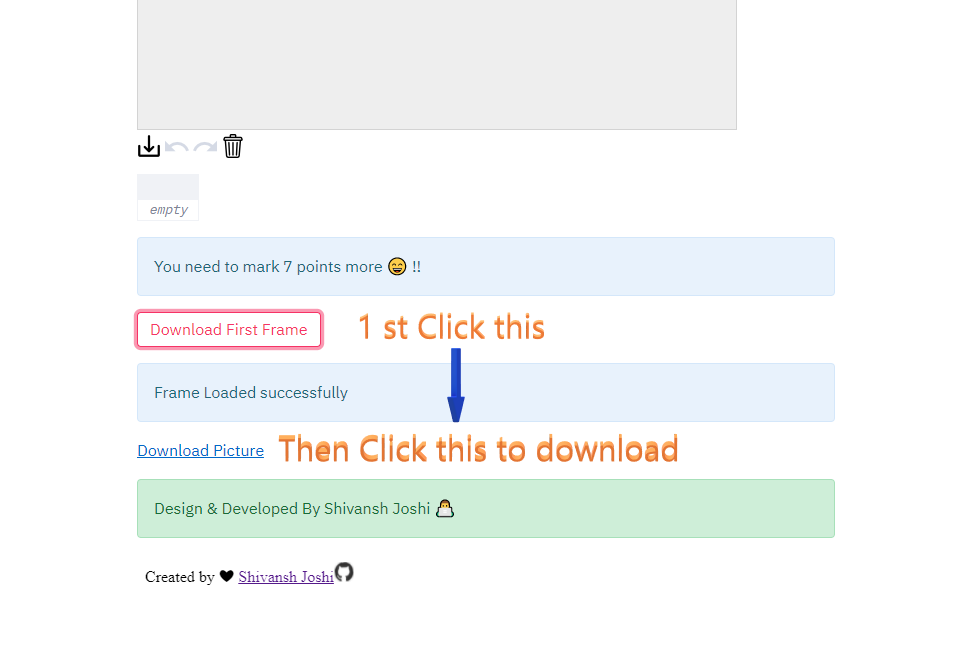 empty
You need to mark 7 points more 😄 !!
Download First Frame 1 st Click this
Frame Loaded successfully
Download Picture Then Click this to download
Design & Developed By Shivansh Joshi 👨‍💻
Created by ♥ Shivansh Joshi